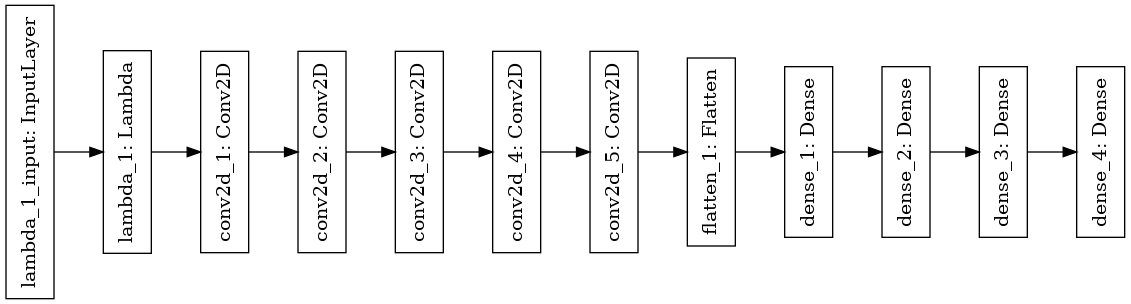 lambda_1_input: InputLayer
lambda_1: Lambda
conv2d_1: Conv2D
conv2d_2: Conv2D
conv2d_3: Conv2D
conv2d_4: Conv2D
conv2d_5: Conv2D
flatten_1: Flatten
dense_1: Dense
dense_2: Dense
dense_3: Dense
dense_4: Dense